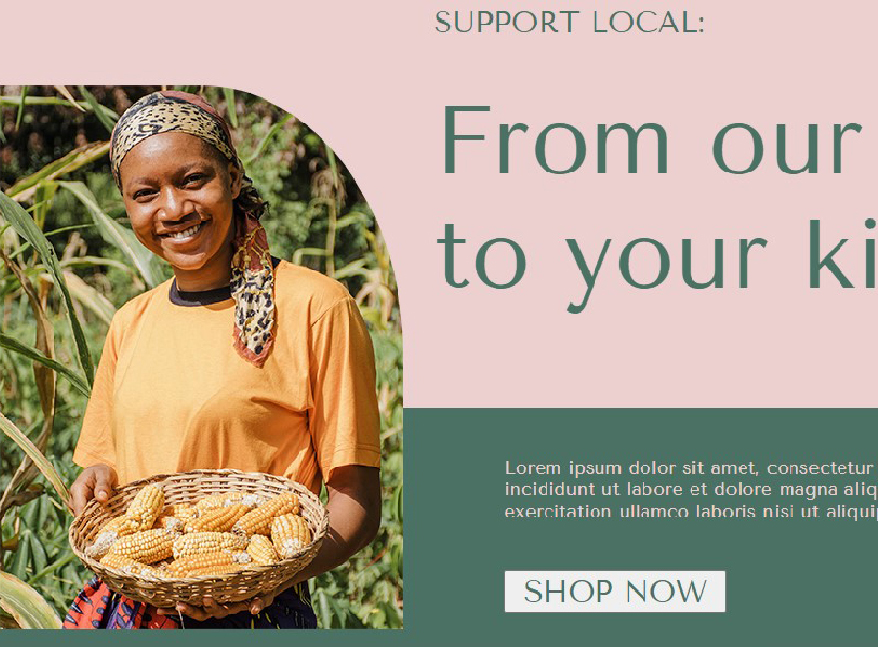 SUPPORT LOCAL:
From our
to your ki
Lorem ipsum dolor sit amet, consectetur
incididunt ut labore et dolore magna aliq
exercitation ullamco laboris nisi ut aliquip
SHOP NOW